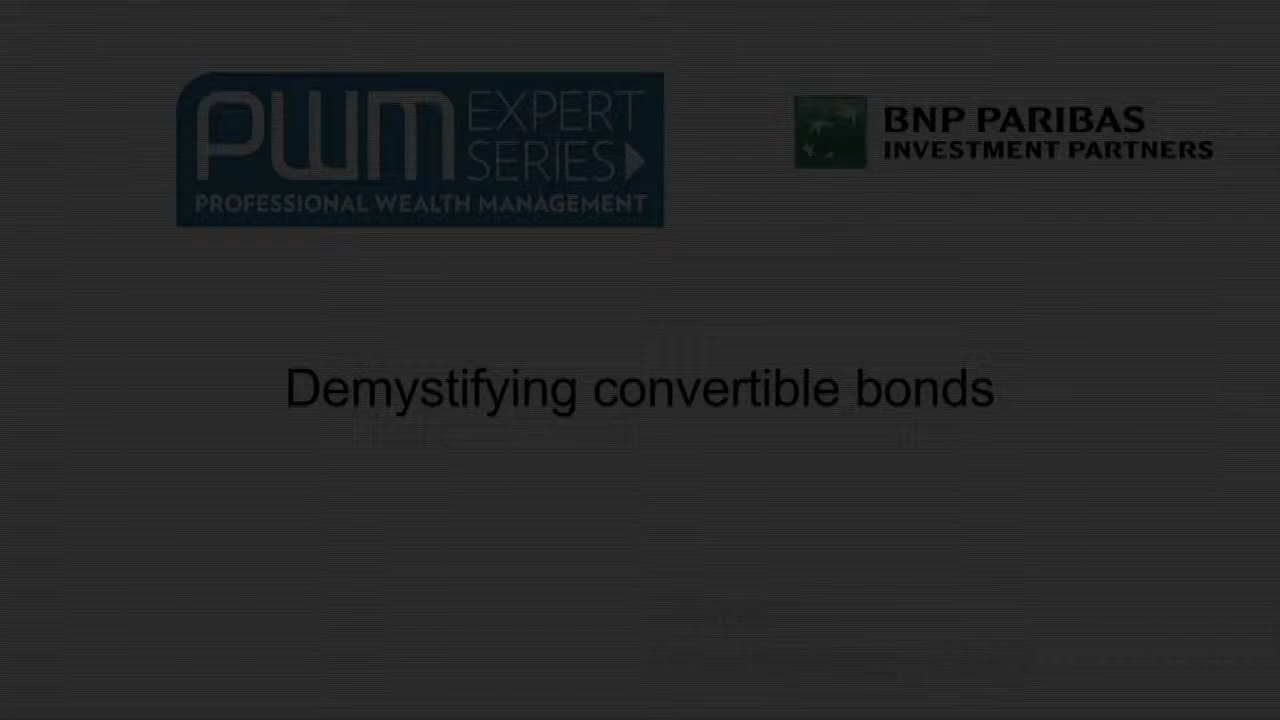 PWM EXPERT
SERIES
PROFESSIONAL WEALTH MANAGEMENT
BNP PARIBAS
INVESTMENT PARTNERS
Demystifying convertible bonds